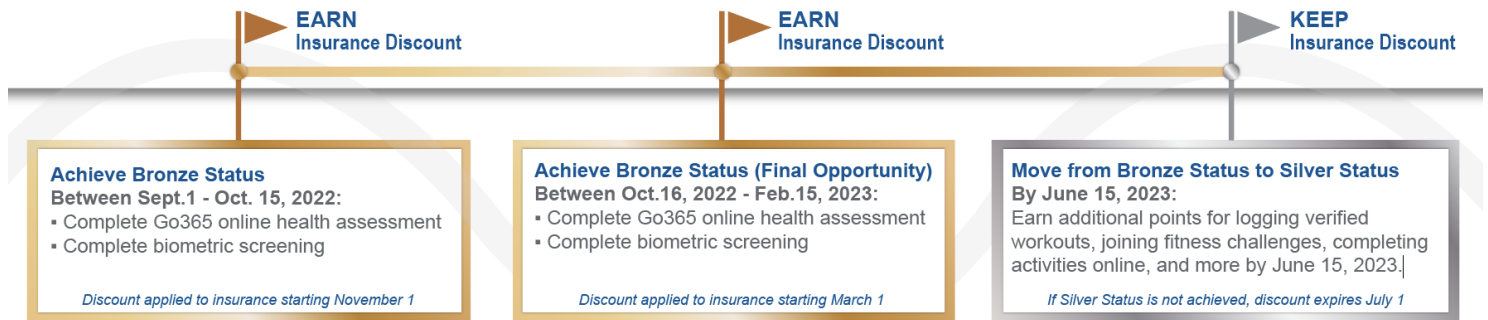 EARN
Insurance Discount
EARN
Insurance Discount
KEEP
Insurance Discount
Achieve Bronze Status
Between Sept.1 - Oct. 15, 2022:
▪ Complete Go365 online health assessment
▪ Complete biometric screening
Discount applied to insurance starting November 1
Achieve Bronze Status (Final Opportunity)
Between Oct.16, 2022 - Feb.15, 2023:
▪ Complete Go365 online health assessment
▪ Complete biometric screening
Discount applied to insurance starting March 1
Move from Bronze Status to Silver Status
By June 15, 2023:
Earn additional points for logging verified
workouts, joining fitness challenges, completing
activities online, and more by June 15, 2023.
If Silver Status is not achieved, discount expires July 1